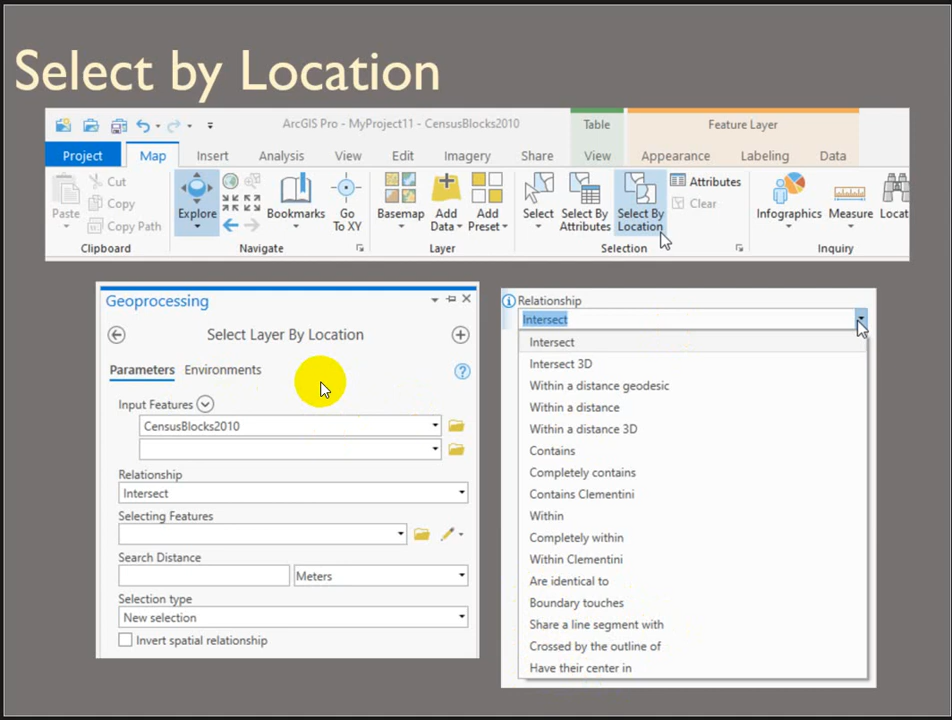 Select by Location
ArcGIS Pro - MyProject11 - CensusBlocks2010
Table
Feature Layer
Project
Map
Insert
Analysis
View
Edit
Imagery
Share
View
Appearance
Labeling
Data
Paste
Cut
Copy
Copy Path
Clipboard
Explore
Bookmarks
Go
To XY
Navigate
Basemap
Add
Data
Add
Preset
Layer
Select
Select By
Attributes
Select By
Location
Attributes
Clear
Selection
Infographics
Measure
Locat
Inquiry
Geoprocessing
Select Layer By Location
Parameters
Environments
Input Features
CensusBlocks2010
Relationship
Intersect
Selecting Features
Search Distance
Meters
Selection type
New selection
Invert spatial relationship
Relationship
Intersect
Intersect
Intersect 3D
Within a distance geodesic
Within a distance
Within a distance 3D
Contains
Completely contains
Contains Clementini
Within
Completely within
Within Clementini
Are identical to
Boundary touches
Share a line segment with
Crossed by the outline of
Have their center in